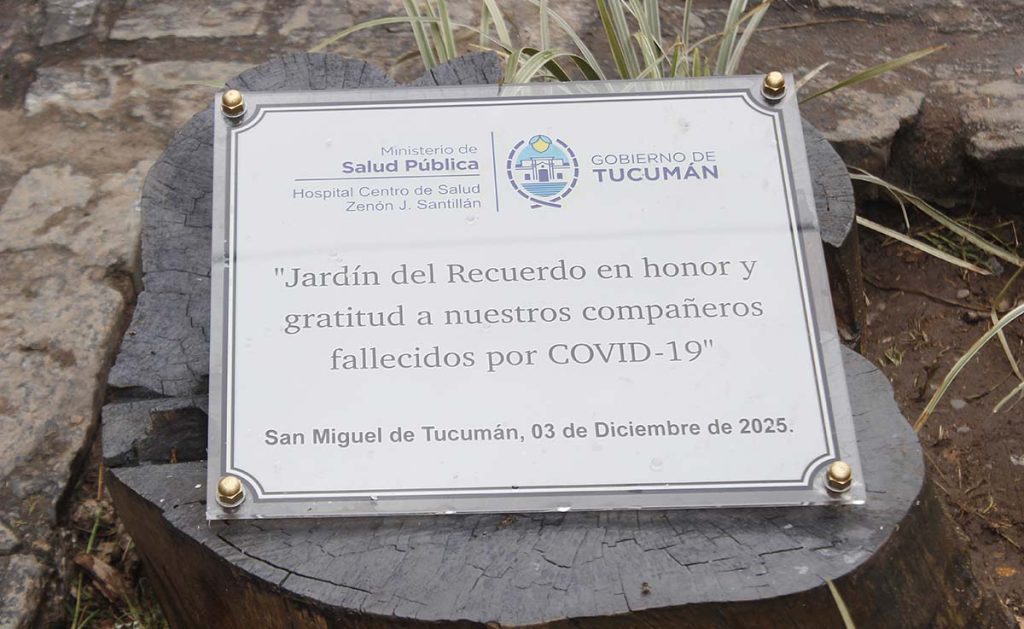 Ministerio de
Salud Pública
Hospital Centro de Salud
Zenón J. Santillán
GOBIERNO DE
TUCUMÁN
"Jardín del Recuerdo en honor y
gratitud a nuestros compañeros
fallecidos por COVID-19"
San Miguel de Tucumán, 03 de Diciembre de 2025.